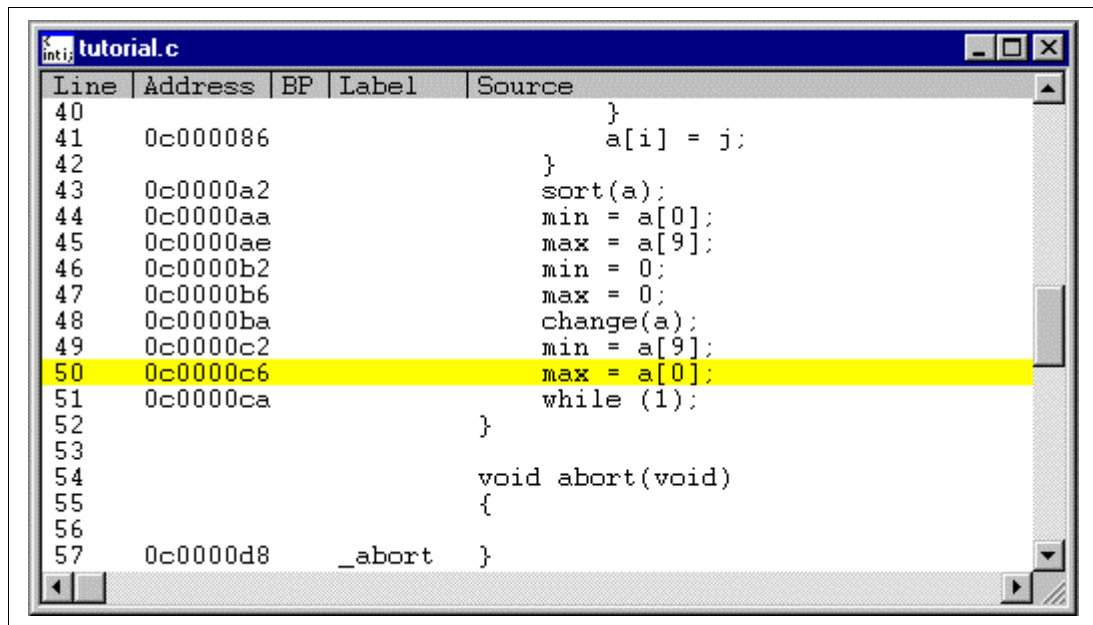 int i; tutorial.c
Line Address BP Label Source
40 }
41 0c000086 a[i] = j;
42 }
43 0c0000a2 sort(a);
44 0c0000aa min = a[0];
45 0c0000ae max = a[9];
46 0c0000b2 min = 0;
47 0c0000b6 max = 0;
48 0c0000ba change(a);
49 0c0000c2 min = a[9];
50 0c0000c6 max = a[0];
51 0c0000ca while (1);
52 }
53
54 void abort(void)
55 {
56
57 0c0000d8 _abort }